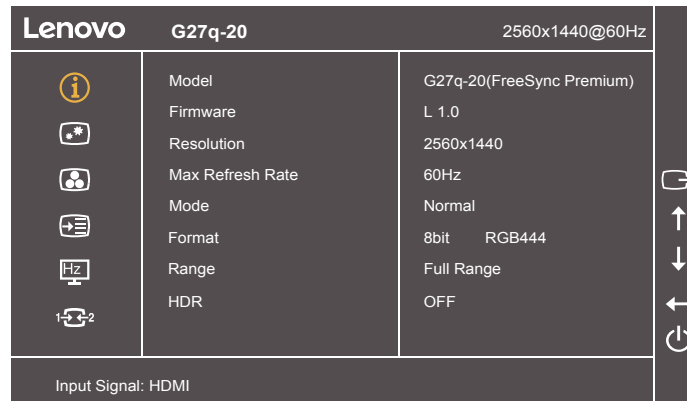 Lenovo G27q-20 2560x1440@60Hz
Model G27q-20(FreeSync Premium)
Firmware L 1.0
Resolution 2560x1440
Max Refresh Rate 60Hz
Mode Normal
Format 8bit RGB444
Range Full Range
HDR OFF
Hz
1 2
Input Signal: HDMI